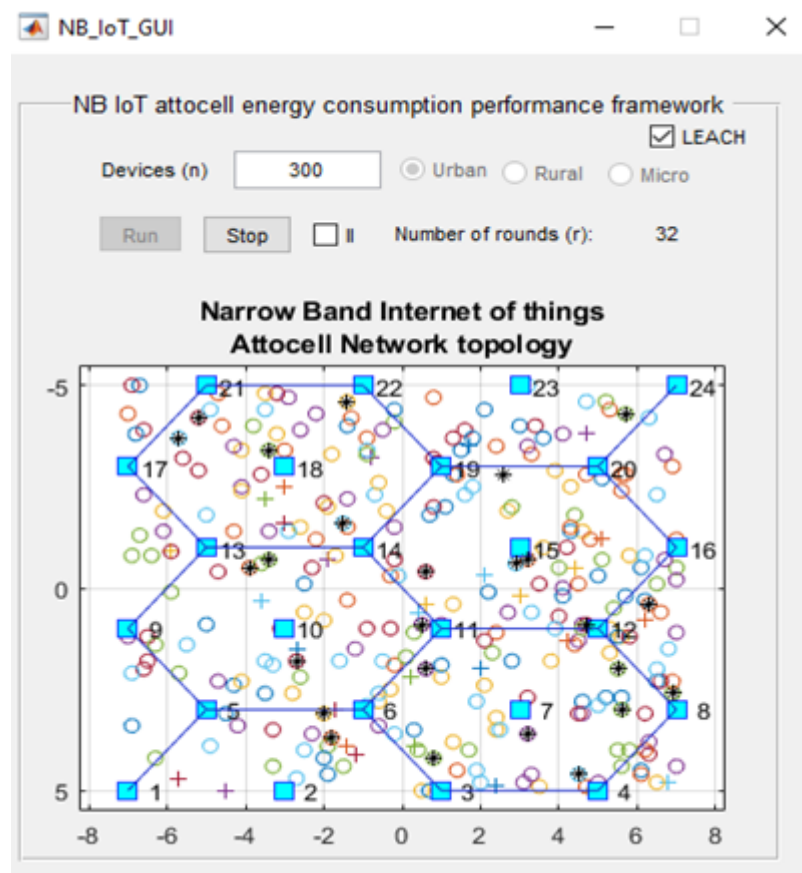 NB_IoT_GUI
NB IoT attocell energy consumption performance framework
LEACH
Devices (n) 300 Urban Rural Micro
Run Stop II Number of rounds (r): 32
Narrow Band Internet of things
Attocell Network topology
-5 21 22 23 24
17 18 19 20
13 14 15 16
0
9 10 11 12
5 6 7 8
5 1 2 3 4
-8 -6 -4 -2 0 2 4 6 8